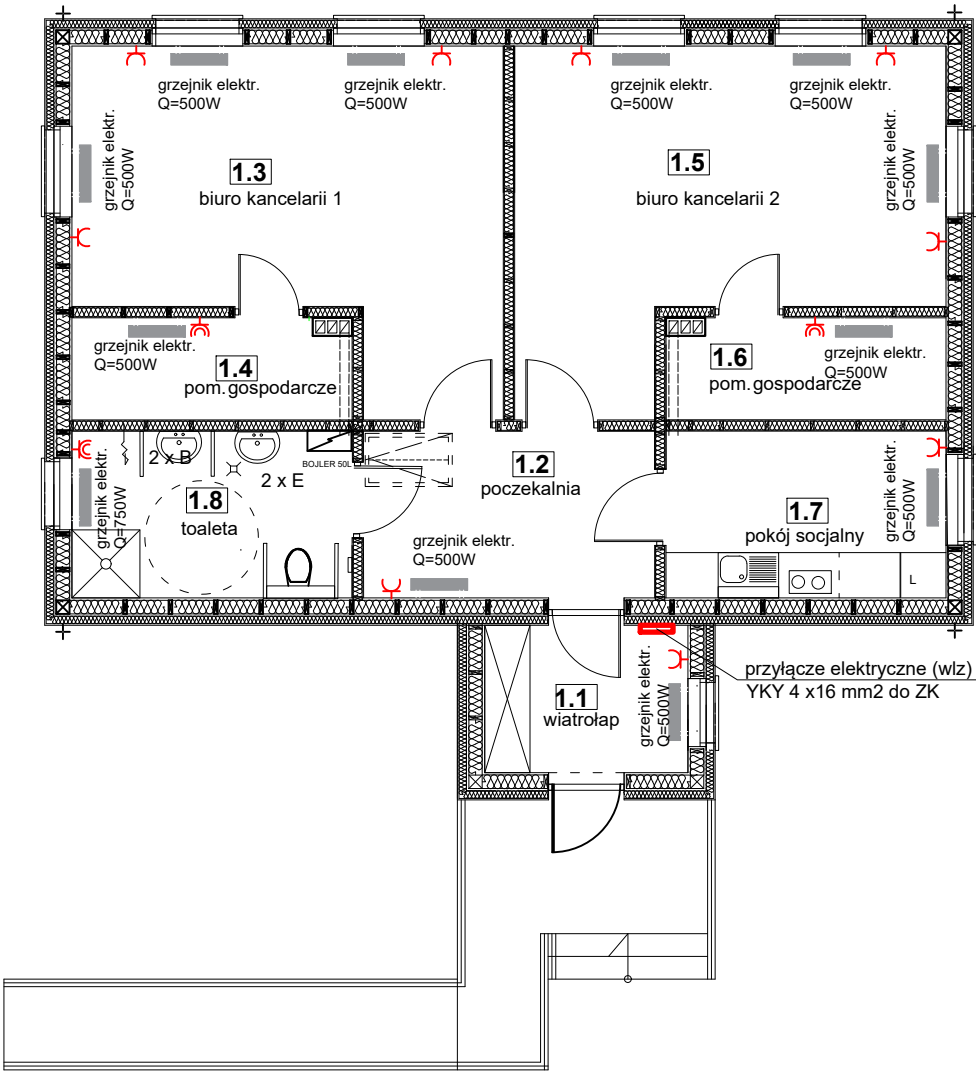 grzejnik elektr.
Q=500W
grzejnik elektr.
Q=500W
grzejnik elektr.
Q=500W
grzejnik elektr.
Q=500W
grzejnik elektr.
Q=500W
1.3
biuro kancelarii 1
1.5
biuro kancelarii 2
grzejnik elektr.
Q=500W
grzejnik elektr.
Q=500W
1.4
pom.gospodarcze
1.6
pom.gospodarcze
grzejnik elektr.
Q=500W
2 x B
2 x E
BOJLER 50L
1.8
toaleta
grzejnik elektr.
Q=750W
1.2
poczekalnia
grzejnik elektr.
Q=500W
1.7
pokój socjalny
grzejnik elektr.
Q=500W
L
1.1
wiatrołap
grzejnik elektr.
Q=500W
przyłącze elektryczne (wlz)
YKY 4 x16 mm2 do ZK